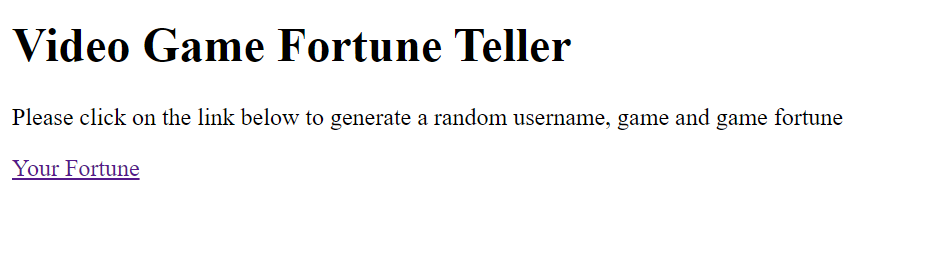 Video Game Fortune Teller
Please click on the link below to generate a random username, game and game fortune
Your Fortune